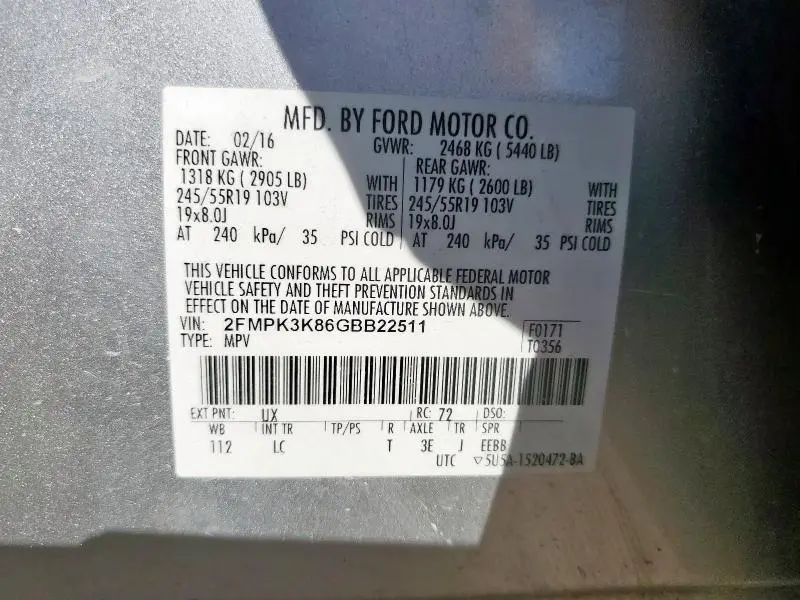 MFD. BY FORD MOTOR CO.
DATE: 02/16 GVWR: 2468 KG ( 5440 LB)
FRONT GAWR: REAR GAWR:
1318 KG ( 2905 LB) WITH 1179 KG ( 2600 LB) WITH
245/55R19 103V TIRES 245/55R19 103V TIRES
19x8.0J RIMS 19x8.0J RIMS
AT 240 kPa/ 35 PSI COLD AT 240 kPa/ 35 PSI COLD
THIS VEHICLE CONFORMS TO ALL APPLICABLE FEDERAL MOTOR
VEHICLE SAFETY AND THEFT PREVENTION STANDARDS IN
EFFECT ON THE DATE OF MANUFACTURE SHOWN ABOVE.
VIN: 2FMPK3K86GBB22511 F0171
TYPE: MPV T0356
EXT PNT: UX RC: 72 DSO:
WB INT TR TP/PS R AXLE TR SPR
112 LC T 3E J EEBB
UTC ▽5U5A-1520472-BA